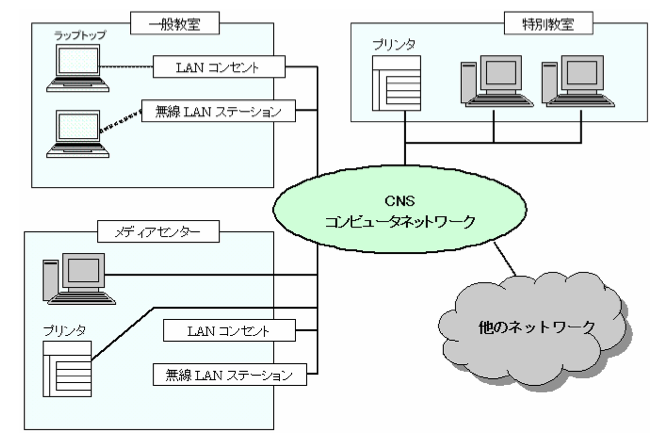 一般教室
ラップトップ
LAN コンセント
無線 LAN ステーション
特別教室
プリンタ
CNS
コンピュータネットワーク
メディアセンター
プリンタ
LAN コンセント
無線 LAN ステーション
他のネットワーク